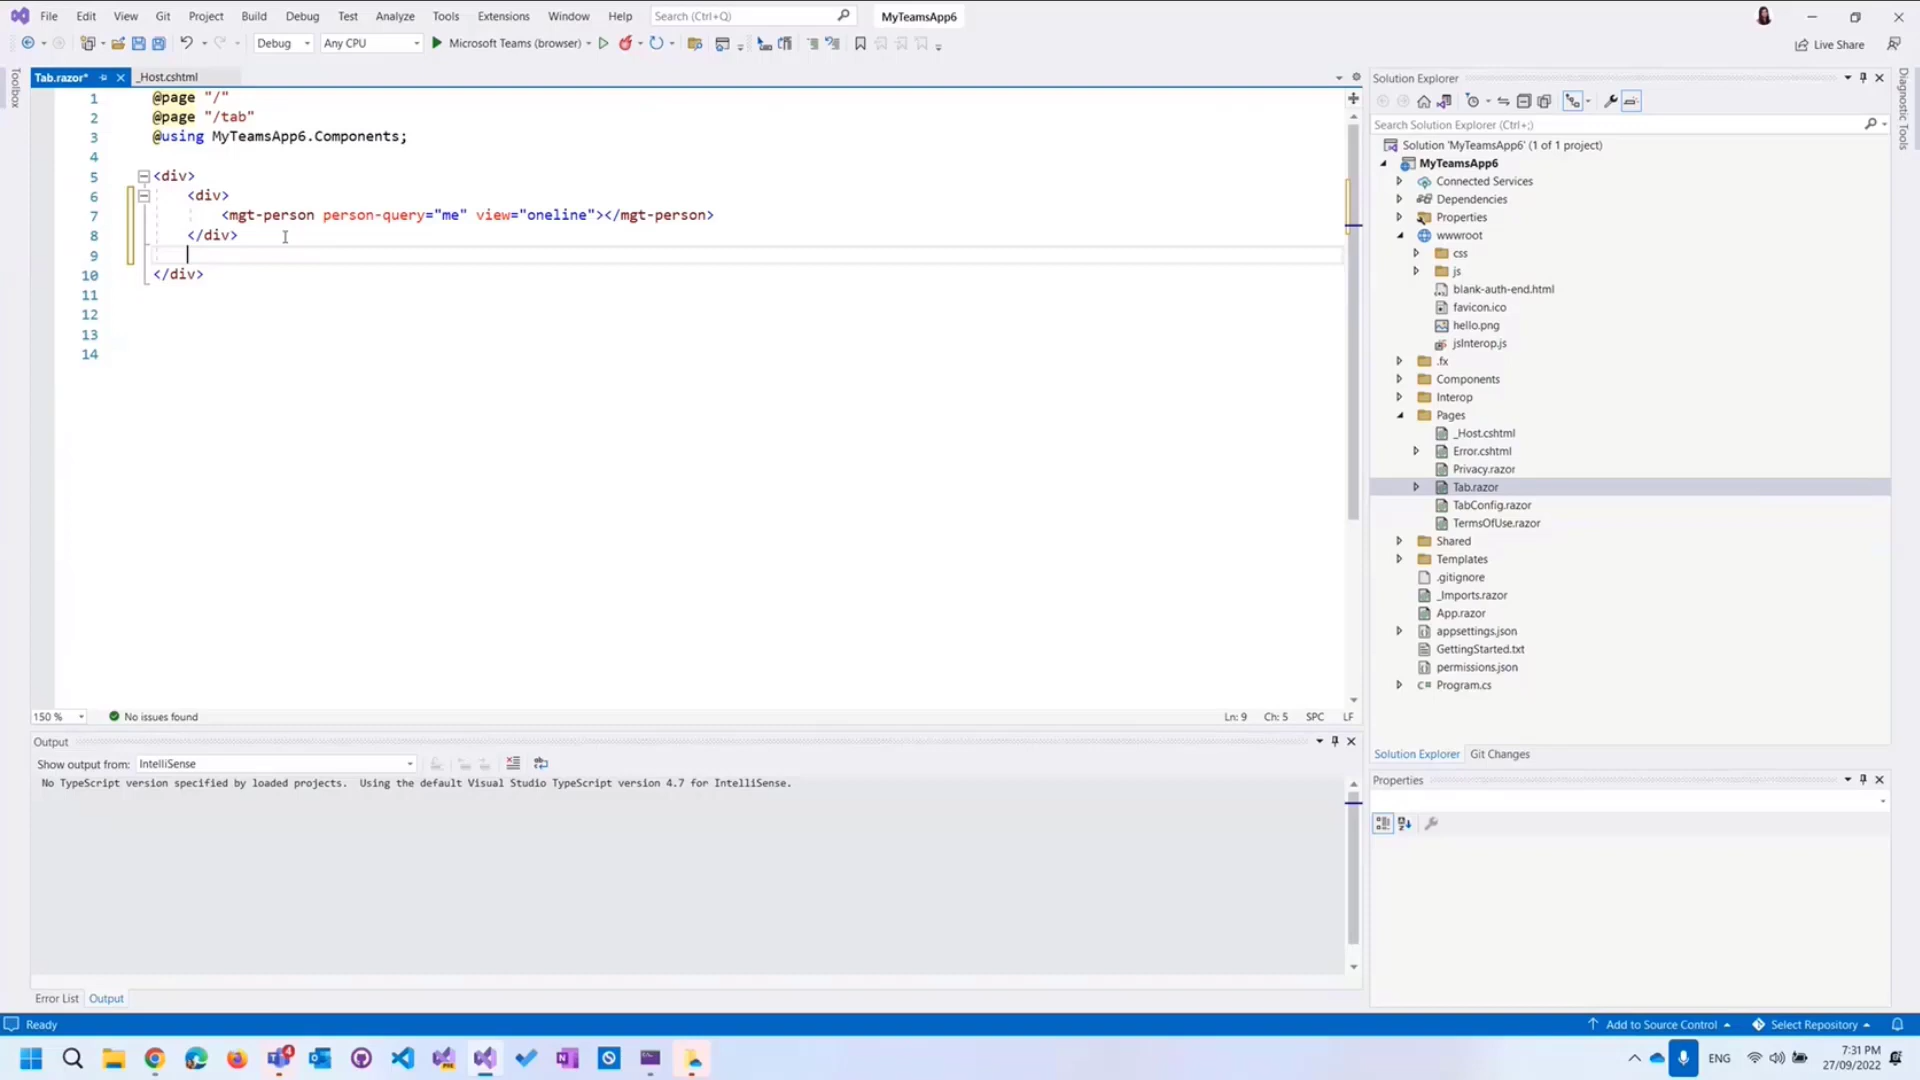 File Edit View Git Project Build Debug Test Analyze Tools Extensions Window Help Search (Ctrl+Q) MyTeamsApp6
Debug Any CPU Microsoft Teams (browser) Live Share
Toolbox
Tab.razor* _Host.cshtml
1 @page "/"
2 @page "/tab"
3 @using MyTeamsApp6.Components;
4
5 <div>
6 <div>
7 <mgt-person person-query="me" view="oneline"></mgt-person>
8 </div>
9
10 </div>
11
12
13
14
150 % No issues found Ln: 9 Ch: 5 SPC LF
Output
Show output from: IntelliSense
No TypeScript version specified by loaded projects. Using the default Visual Studio TypeScript version 4.7 for IntelliSense.
Error List Output
Solution Explorer
Search Solution Explorer (Ctrl+;)
Solution 'MyTeamsApp6' (1 of 1 project)
MyTeamsApp6
Connected Services
Dependencies
Properties
wwwroot
css
js
blank-auth-end.html
favicon.ico
hello.png
jsInterop.js
.fx
Components
Interop
Pages
_Host.cshtml
Error.cshtml
Privacy.razor
Tab.razor
TabConfig.razor
TermsOfUse.razor
Shared
Templates
.gitignore
_Imports.razor
App.razor
appsettings.json
GettingStarted.txt
permissions.json
C# Program.cs
Solution Explorer Git Changes
Properties
Diagnostic Tools
Ready Add to Source Control Select Repository
4
ENG
7:31 PM
27/09/2022